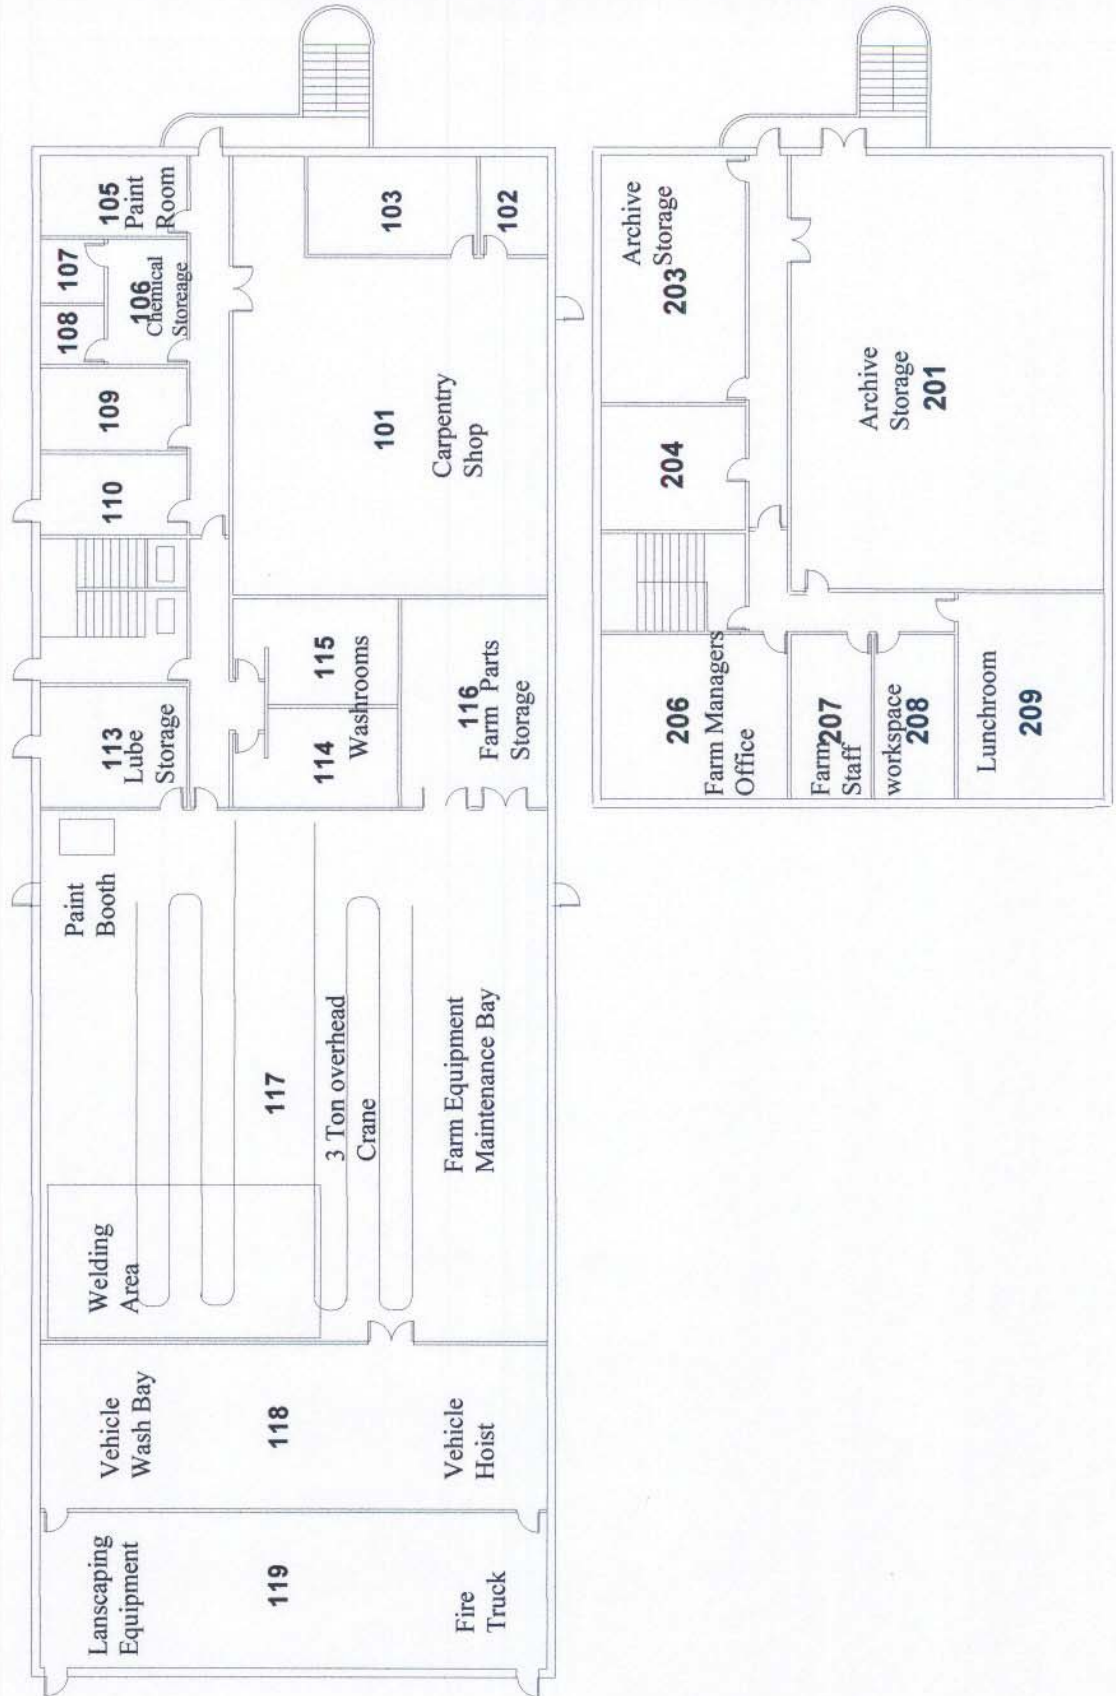 105
Paint
Room
107
108
106
Chemical
Storeage
109
110
103
102
101
Carpentry
Shop
113
Lube
Storage
115
114
Washrooms
116
Farm Parts
Storage
Paint
Booth
117
3 Ton overhead
Crane
Farm Equipment
Maintenance Bay
Welding
Area
Vehicle
Wash Bay
118
Vehicle
Hoist
Lanscaping
Equipment
119
Fire
Truck
Archive
Storage
203
204
Archive
Storage
201
206
Farm Managers
Office
Farm
207
Staff
workspace
208
Lunchroom
209